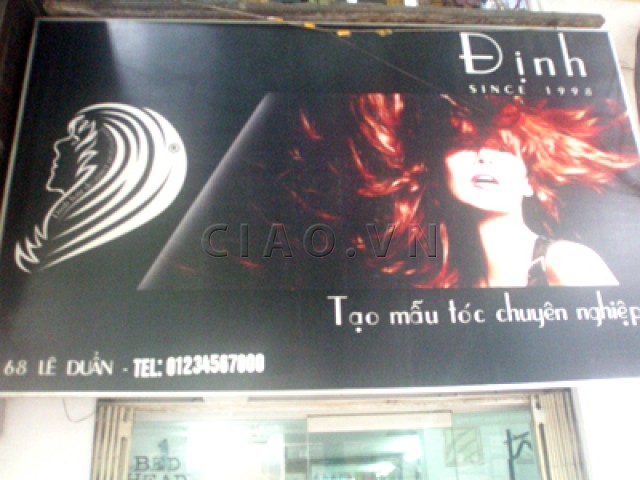 Định
SINCE 1998
®
CIAO.VN
Tạo mẫu tóc chuyên nghiệp
68 LÊ DUẨN - TEL: 01234567000
BED
HEAD